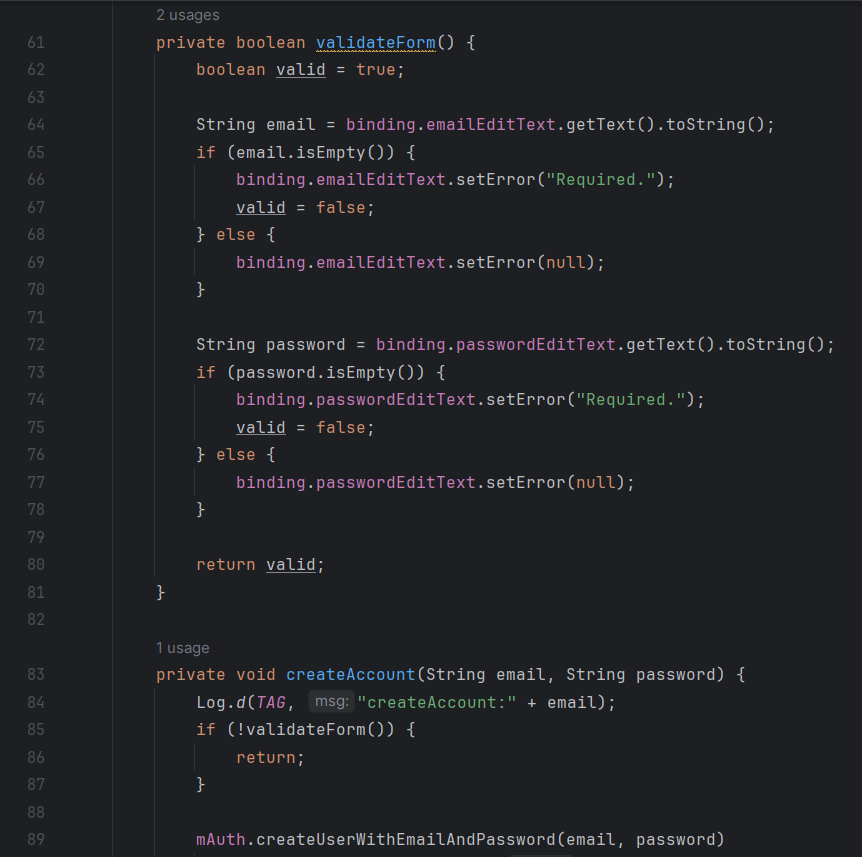 2 usages
61 private boolean validateForm() {
62 boolean valid = true;
63
64 String email = binding.emailEditText.getText().toString();
65 if (email.isEmpty()) {
66 binding.emailEditText.setError("Required.");
67 valid = false;
68 } else {
69 binding.emailEditText.setError(null);
70 }
71
72 String password = binding.passwordEditText.getText().toString();
73 if (password.isEmpty()) {
74 binding.passwordEditText.setError("Required.");
75 valid = false;
76 } else {
77 binding.passwordEditText.setError(null);
78 }
79
80 return valid;
81 }
82
1 usage
83 private void createAccount(String email, String password) {
84 Log.d(TAG, msg: "createAccount:" + email);
85 if (!validateForm()) {
86 return;
87 }
88
89 mAuth.createUserWithEmailAndPassword(email, password)